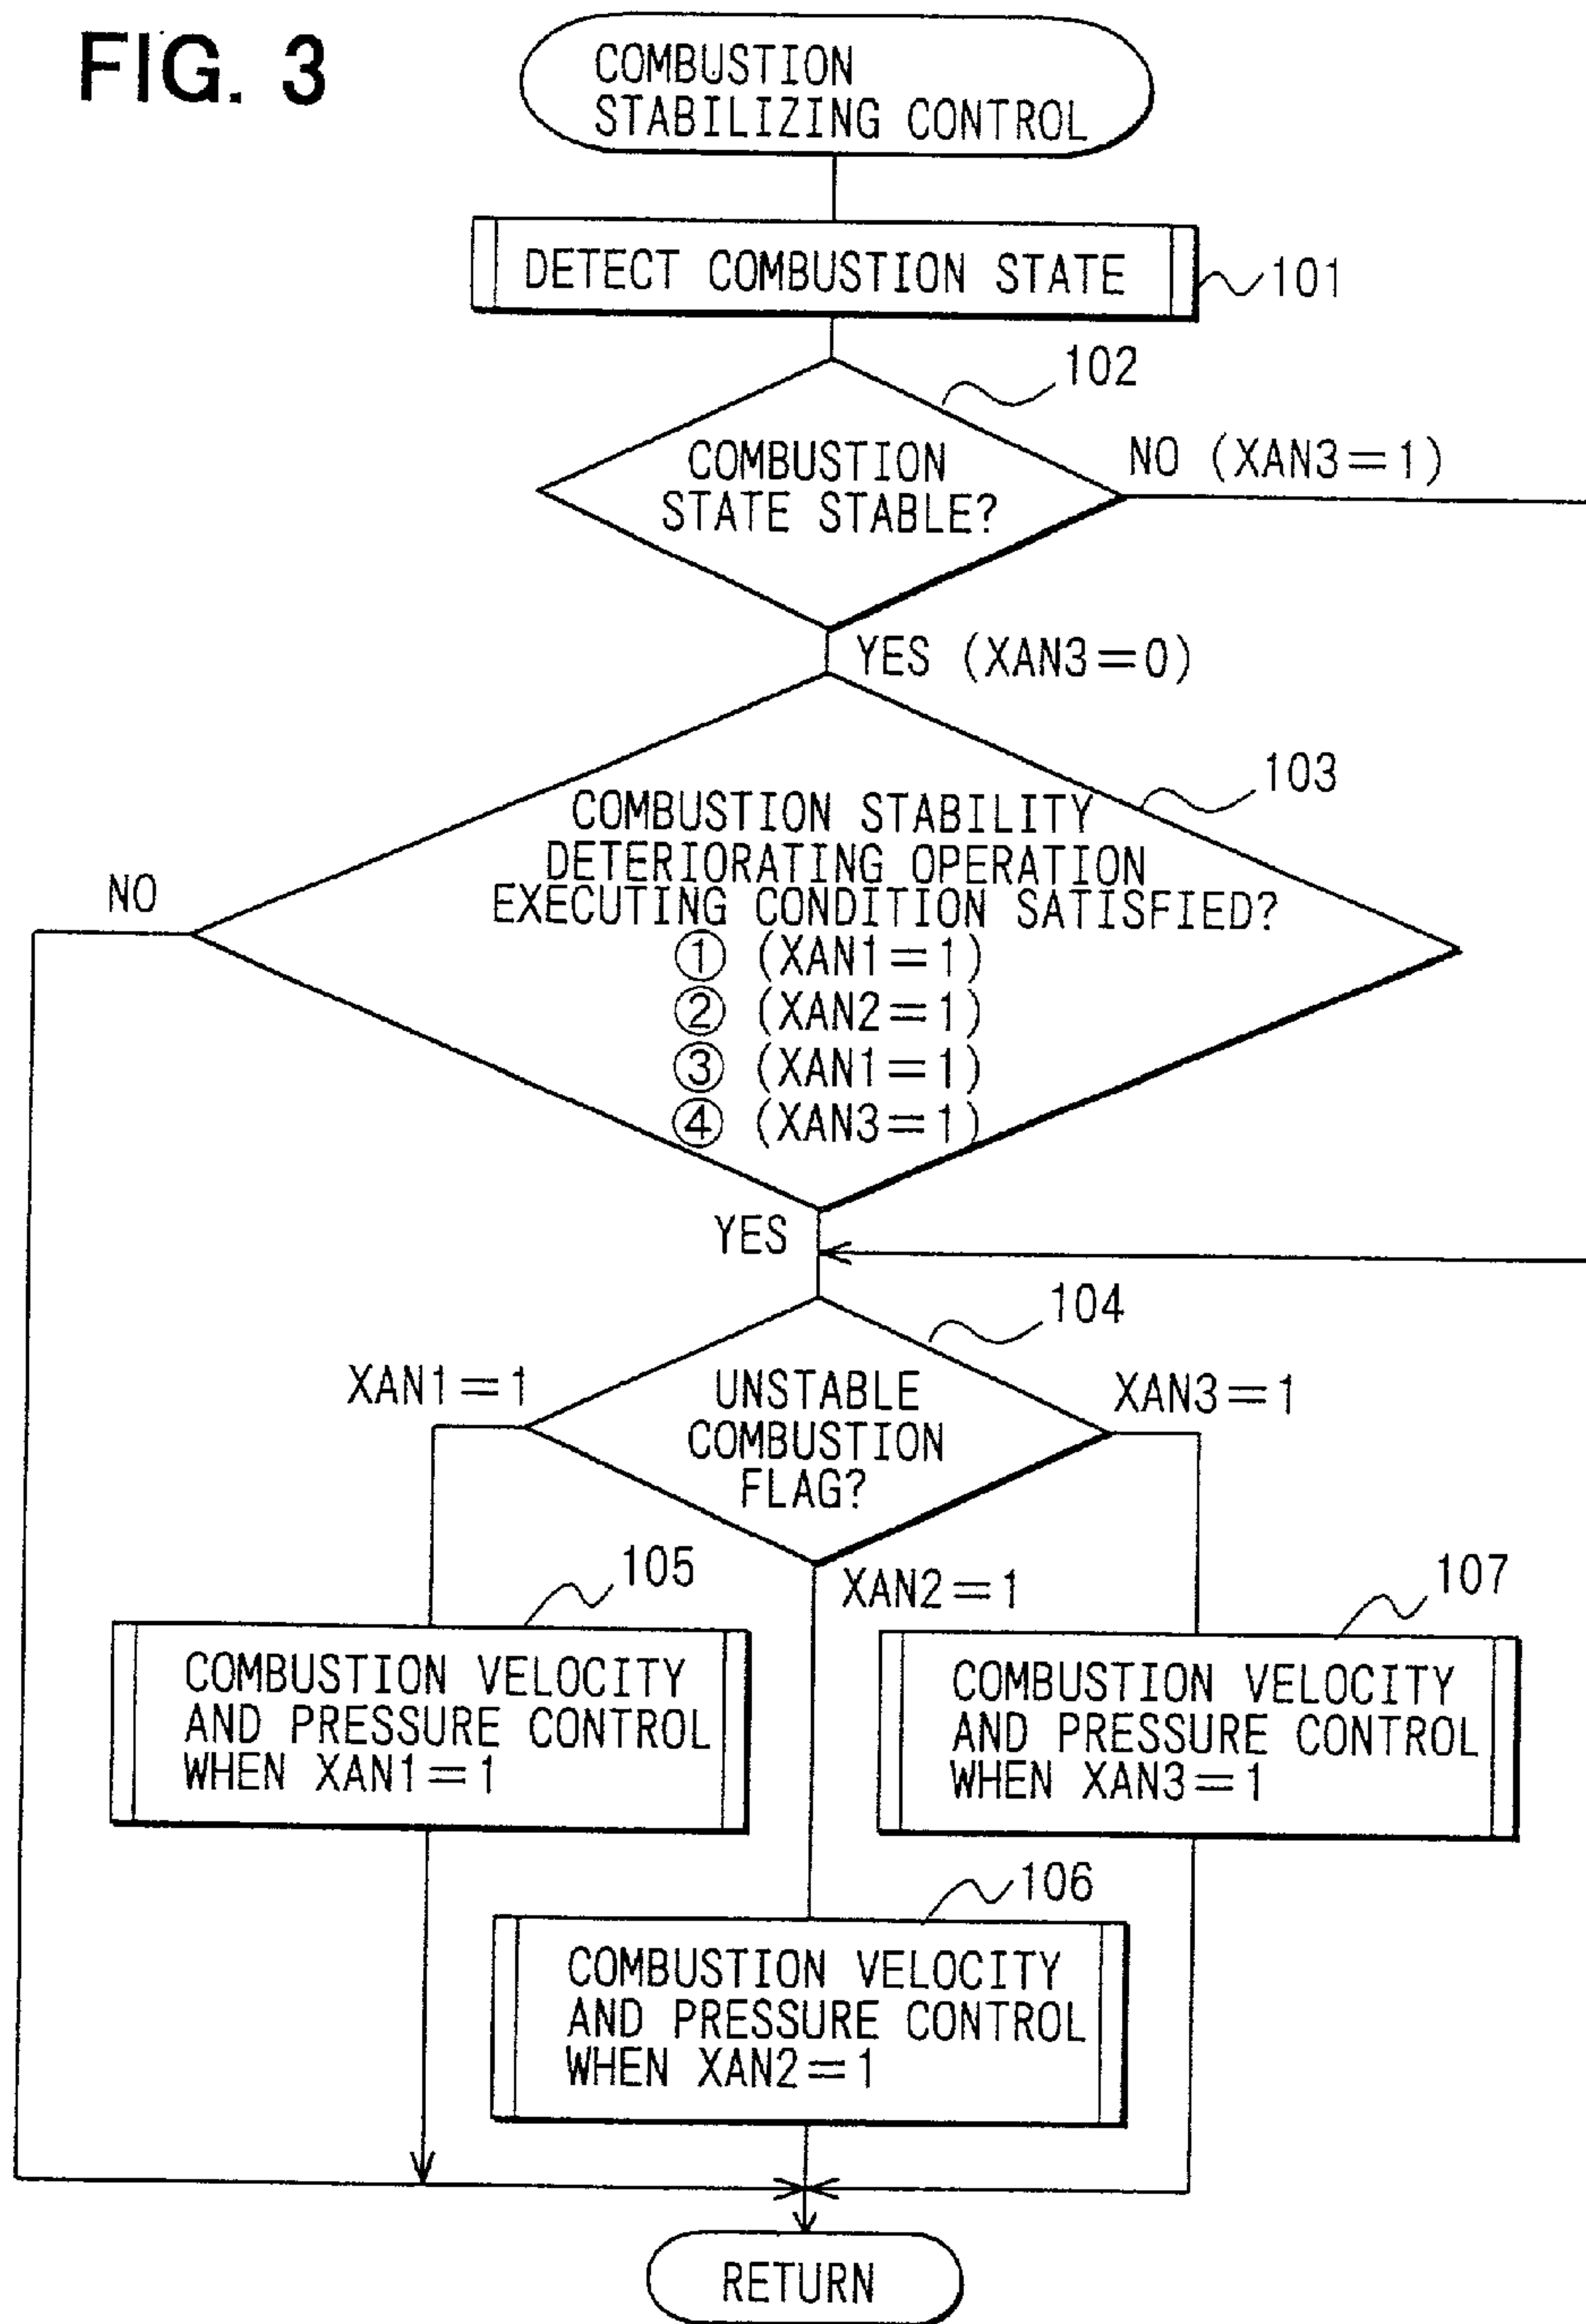 FIG. 3
COMBUSTION
STABILIZING CONTROL
DETECT COMBUSTION STATE
101
102
COMBUSTION
STATE STABLE?
NO (XAN3=1)
YES (XAN3=0)
103
COMBUSTION STABILITY
DETERIORATING OPERATION
EXECUTING CONDITION SATISFIED?
① (XAN1=1)
② (XAN2=1)
③ (XAN1=1)
④ (XAN3=1)
NO
YES
104
UNSTABLE
COMBUSTION
FLAG?
XAN1=1
XAN3=1
XAN2=1
105
COMBUSTION VELOCITY
AND PRESSURE CONTROL
WHEN XAN1=1
107
COMBUSTION VELOCITY
AND PRESSURE CONTROL
WHEN XAN3=1
106
COMBUSTION VELOCITY
AND PRESSURE CONTROL
WHEN XAN2=1
RETURN